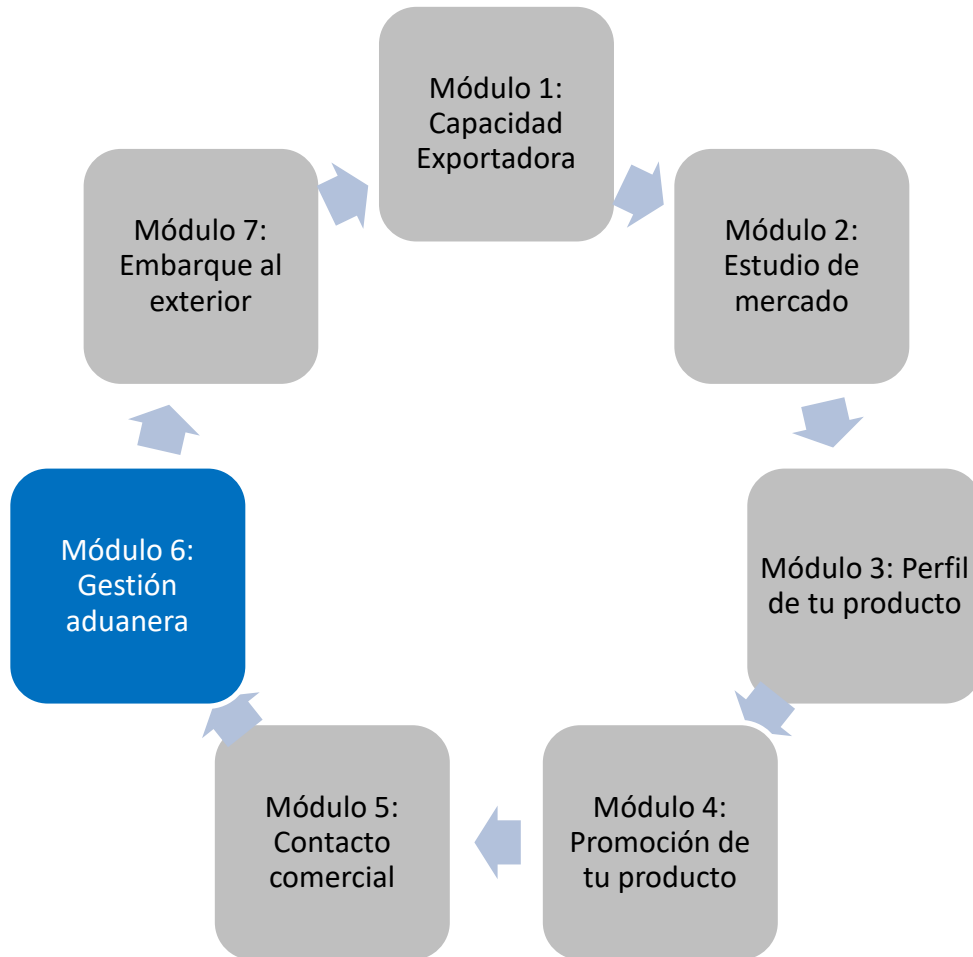 Módulo 1:
Capacidad
Exportadora
Módulo 2:
Estudio de
mercado
Módulo 3: Perfil
de tu producto
Módulo 4:
Promoción de
tu producto
Módulo 5:
Contacto
comercial
Módulo 6:
Gestión
aduanera
Módulo 7:
Embarque al
exterior